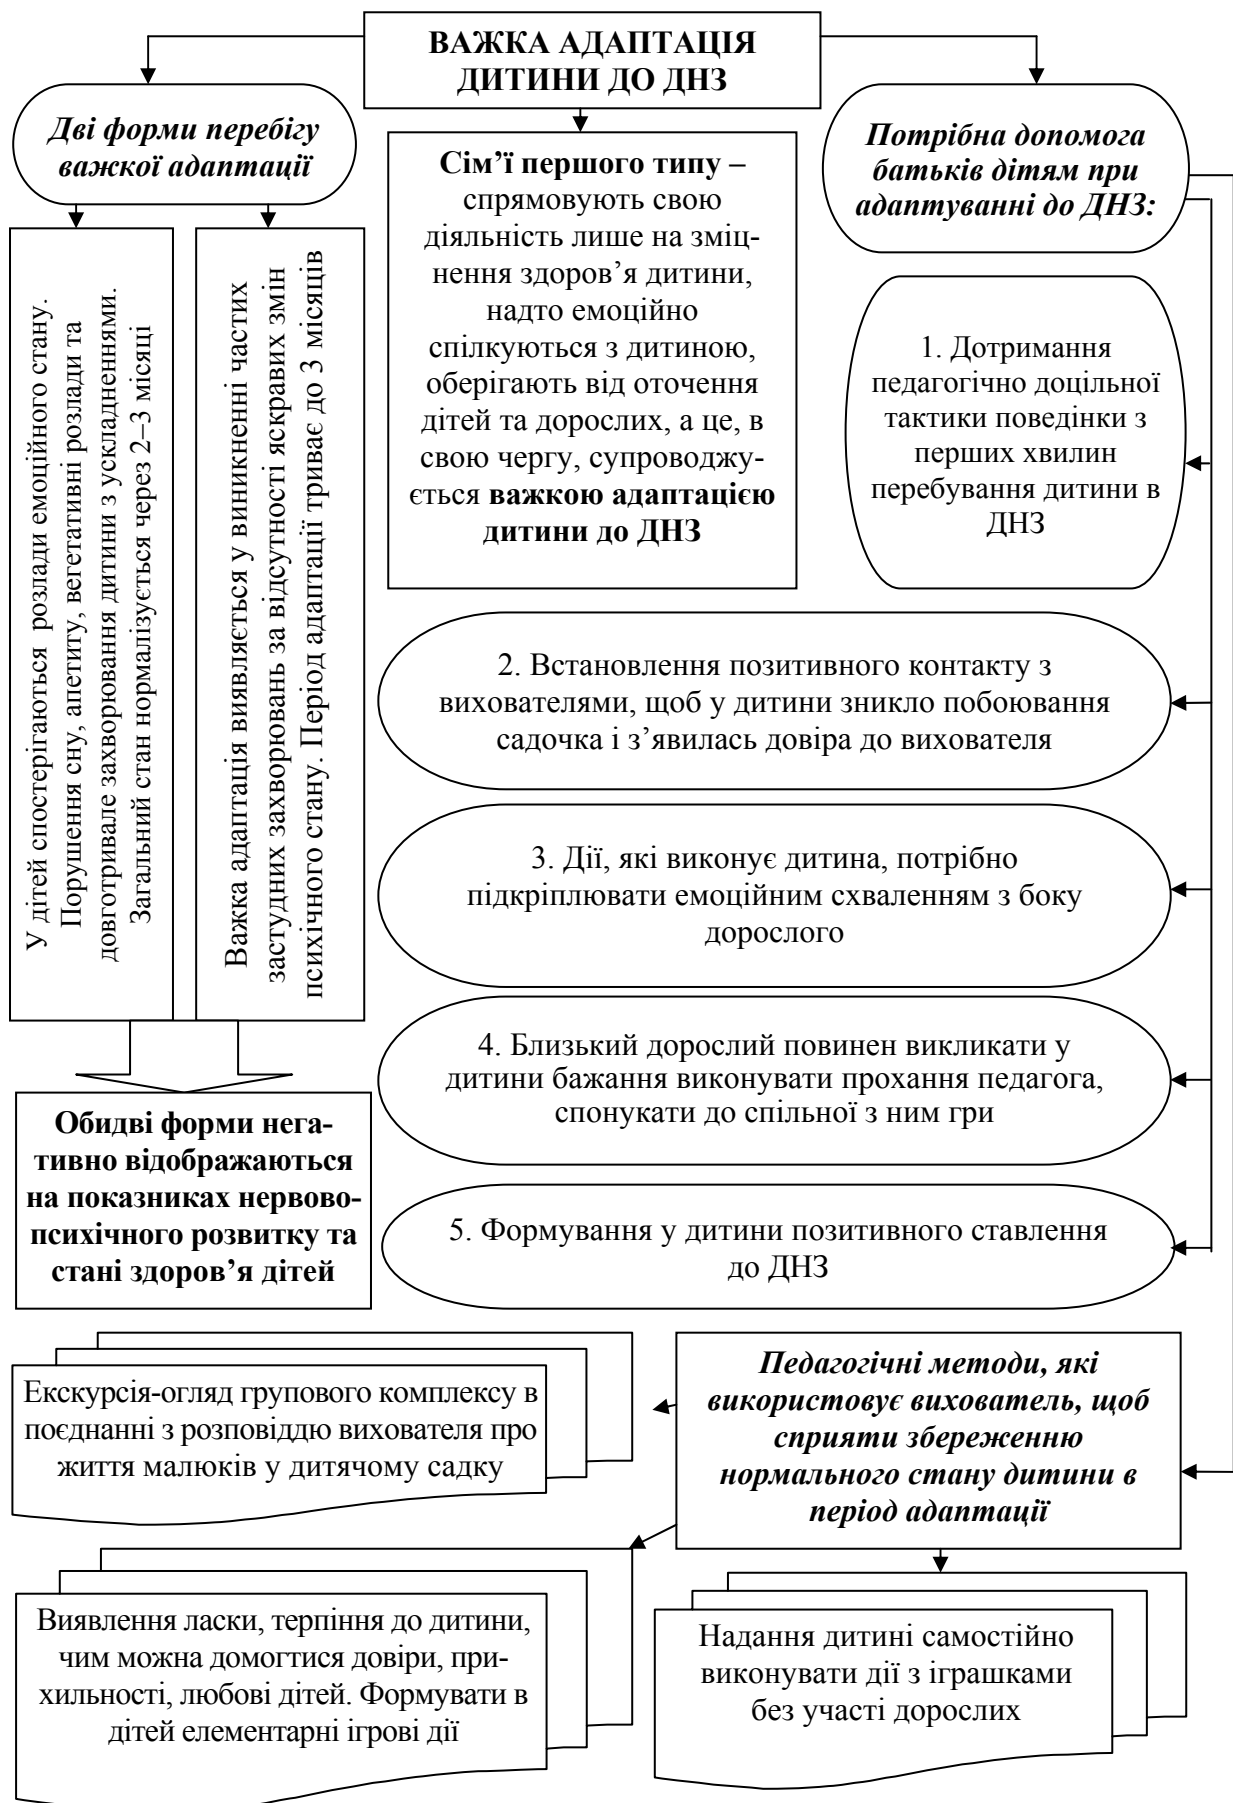 ВАЖКА АДАПТАЦІЯ
ДИТИНИ ДО ДНЗ
Дві форми перебігу
важкої адаптації
Сім’ї першого типу –
спрямовують свою
діяльність лише на зміц-
нення здоров’я дитини,
надто емоційно
спілкуються з дитиною,
оберігають від оточення
дітей та дорослих, а це, в
свою чергу, супроводжу-
ється важкою адаптацією
дитини до ДНЗ
Потрібна допомога
батьків дітям при
адаптуванні до ДНЗ:
У дітей спостерігаються розлади емоційного стану.
Порушення сну, апетиту, вегетативні розлади та
довготривале захворювання дитини з ускладненнями.
Загальний стан нормалізується через 2–3 місяці
Важка адаптація виявляється у виникненні частих
застудних захворювань за відсутності яскравих змін
психічного стану. Період адаптації триває до 3 місяців
1. Дотримання
педагогічно доцільної
тактики поведінки з
перших хвилин
перебування дитини в
ДНЗ
2. Встановлення позитивного контакту з
вихователями, щоб у дитини зникло побоювання
садочка і з’явилась довіра до вихователя
3. Дії, які виконує дитина, потрібно
підкріплювати емоційним схваленням з боку
дорослого
4. Близький дорослий повинен викликати у
дитини бажання виконувати прохання педагога,
спонукати до спільної з ним гри
5. Формування у дитини позитивного ставлення
до ДНЗ
Обидві форми нега-
тивно відображаються
на показниках нервово-
психічного розвитку та
стані здоров’я дітей
Педагогічні методи, які
використовує вихователь, щоб
сприяти збереженню
нормального стану дитини в
період адаптації
Екскурсія-огляд групового комплексу в
поєднанні з розповіддю вихователя про
життя малюків у дитячому садку
Виявлення ласки, терпіння до дитини,
чим можна домогтися довіри, при-
хильності, любові дітей. Формувати в
дітей елементарні ігрові дії
Надання дитині самостійно
виконувати дії з іграшками
без участі дорослих